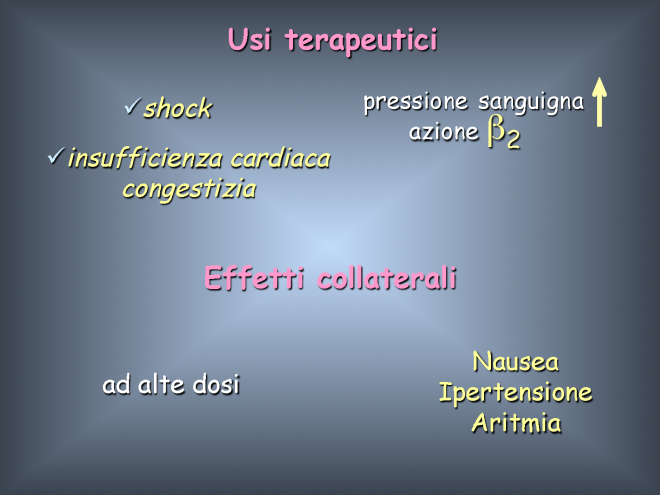 Usi terapeutici
✓shock
pressione sanguigna
azione β2
✓insufficienza cardiaca
congestizia
Effetti collaterali
ad alte dosi
Nausea
Ipertensione
Aritmia